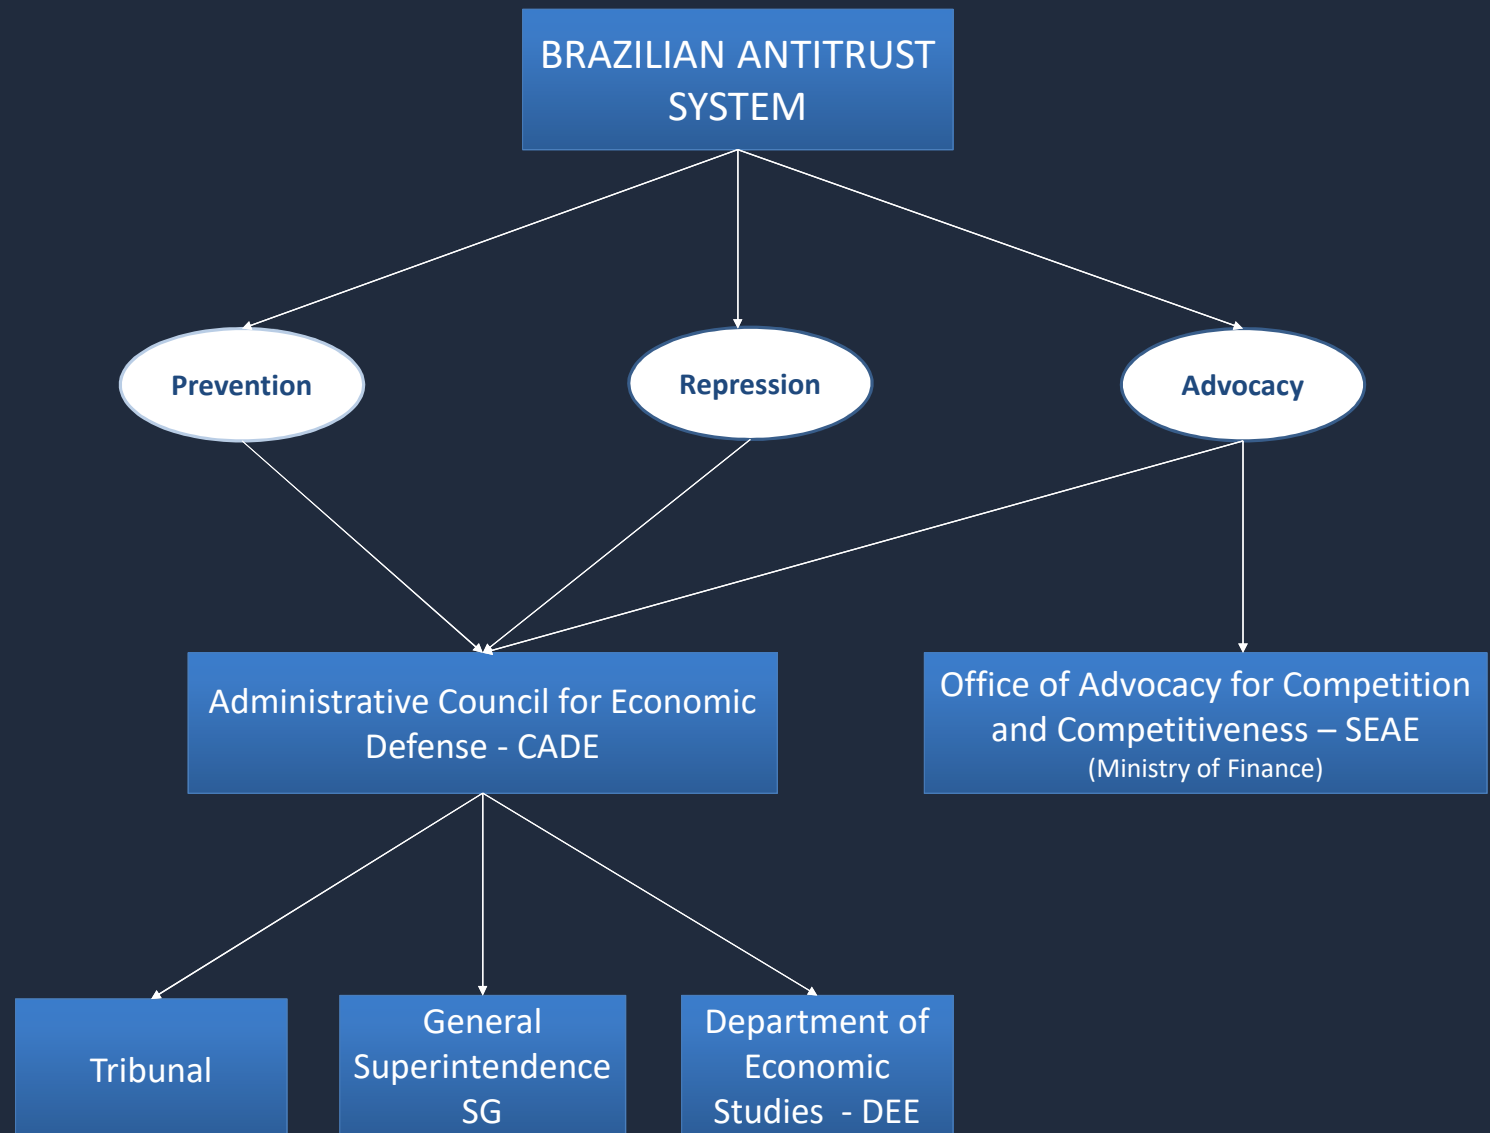 BRAZILIAN ANTITRUST
SYSTEM
Prevention
Repression
Advocacy
Administrative Council for Economic
Defense - CADE
Office of Advocacy for Competition
and Competitiveness – SEAE
(Ministry of Finance)
Tribunal
General
Superintendence
SG
Department of
Economic
Studies - DEE